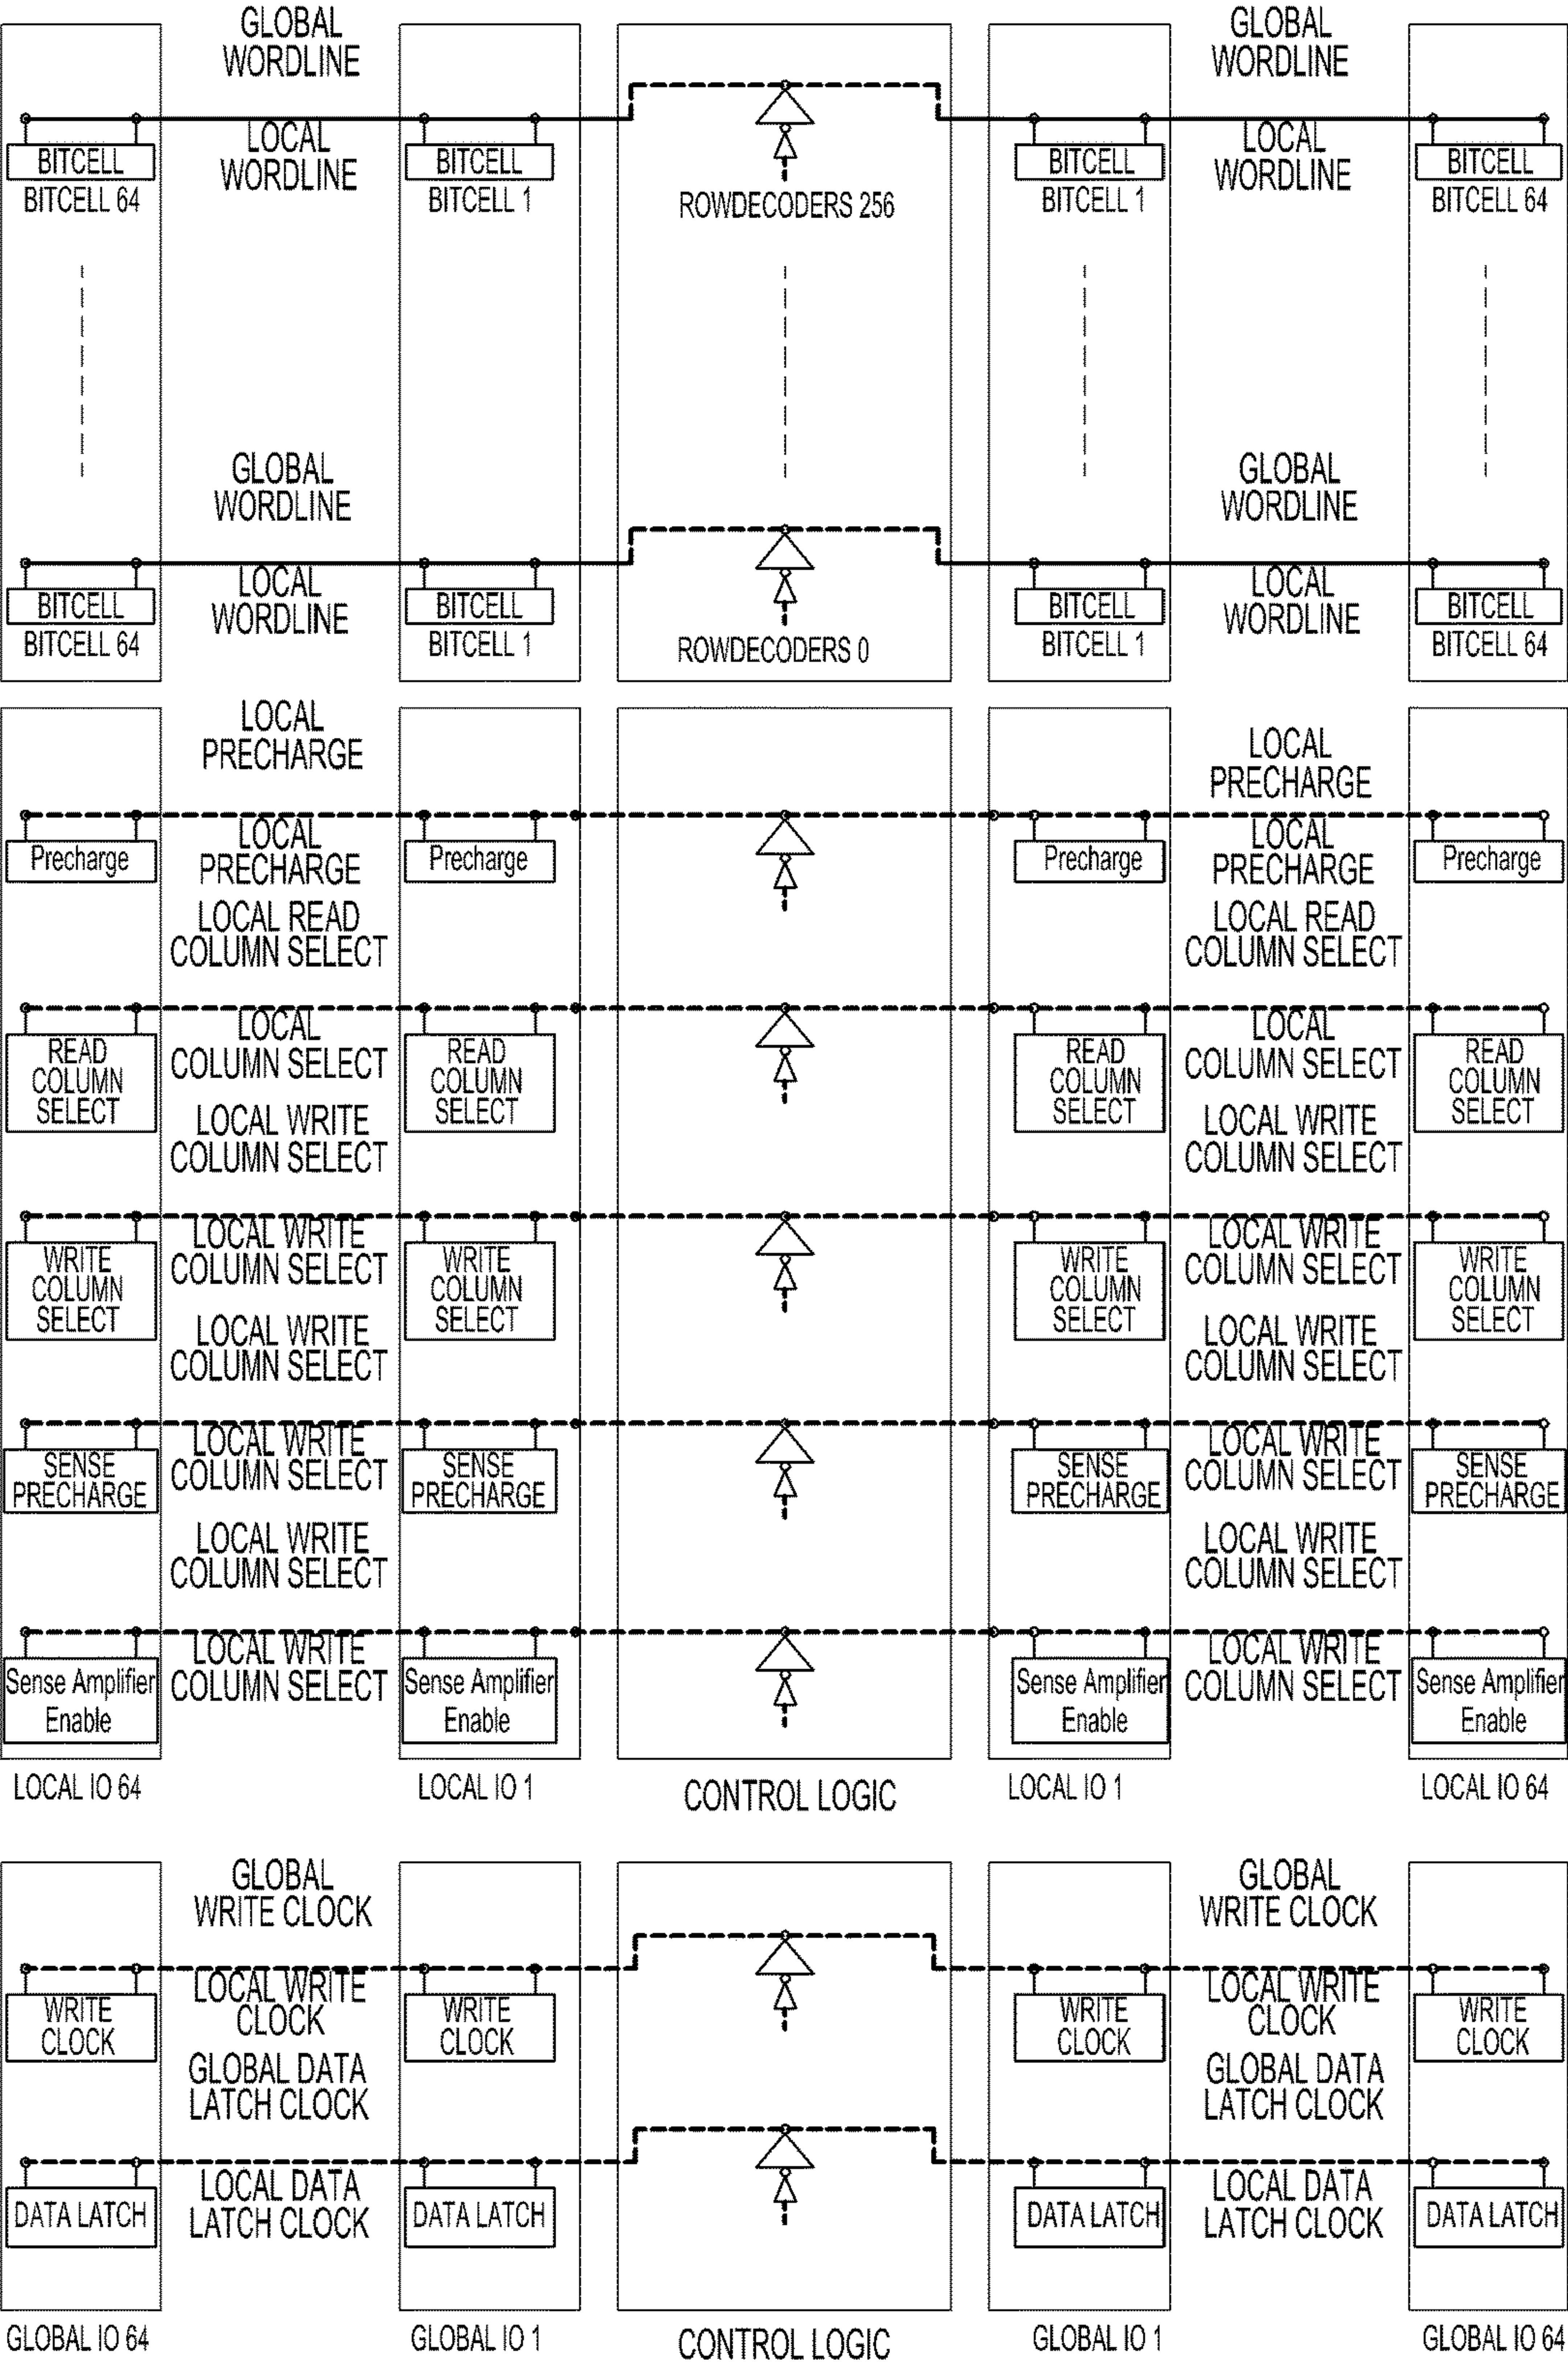 GLOBAL
WORDLINE
GLOBAL
WORDLINE
LOCAL
WORDLINE
LOCAL
WORDLINE
BITCELL
BITCELL
BITCELL
BITCELL
BITCELL 64
BITCELL 1
ROWDECODERS 256
BITCELL 1
BITCELL 64
GLOBAL
WORDLINE
GLOBAL
WORDLINE
LOCAL
WORDLINE
LOCAL
WORDLINE
BITCELL
BITCELL
BITCELL
BITCELL
BITCELL 64
BITCELL 1
ROWDECODERS 0
BITCELL 1
BITCELL 64
LOCAL
PRECHARGE
LOCAL
PRECHARGE
LOCAL
PRECHARGE
LOCAL
PRECHARGE
Precharge
Precharge
Precharge
Precharge
LOCAL READ
COLUMN SELECT
LOCAL READ
COLUMN SELECT
LOCAL
COLUMN SELECT
LOCAL
COLUMN SELECT
READ
COLUMN
SELECT
READ
COLUMN
SELECT
READ
COLUMN
SELECT
READ
COLUMN
SELECT
LOCAL WRITE
COLUMN SELECT
LOCAL WRITE
COLUMN SELECT
LOCAL WRITE
COLUMN SELECT
LOCAL WRITE
COLUMN SELECT
WRITE
COLUMN
SELECT
WRITE
COLUMN
SELECT
WRITE
COLUMN
SELECT
WRITE
COLUMN
SELECT
LOCAL WRITE
COLUMN SELECT
LOCAL WRITE
COLUMN SELECT
LOCAL WRITE
COLUMN SELECT
LOCAL WRITE
COLUMN SELECT
SENSE
PRECHARGE
SENSE
PRECHARGE
SENSE
PRECHARGE
SENSE
PRECHARGE
LOCAL WRITE
COLUMN SELECT
LOCAL WRITE
COLUMN SELECT
LOCAL WRITE
COLUMN SELECT
LOCAL WRITE
COLUMN SELECT
Sense Amplifier
Enable
Sense Amplifier
Enable
Sense Amplifier
Enable
Sense Amplifier
Enable
LOCAL IO 64
LOCAL IO 1
CONTROL LOGIC
LOCAL IO 1
LOCAL IO 64
GLOBAL
WRITE CLOCK
GLOBAL
WRITE CLOCK
LOCAL WRITE
CLOCK
LOCAL WRITE
CLOCK
WRITE
CLOCK
WRITE
CLOCK
WRITE
CLOCK
WRITE
CLOCK
GLOBAL DATA
LATCH CLOCK
GLOBAL DATA
LATCH CLOCK
LOCAL DATA
LATCH CLOCK
LOCAL DATA
LATCH CLOCK
DATA LATCH
DATA LATCH
DATA LATCH
DATA LATCH
GLOBAL IO 64
GLOBAL IO 1
CONTROL LOGIC
GLOBAL IO 1
GLOBAL IO 64